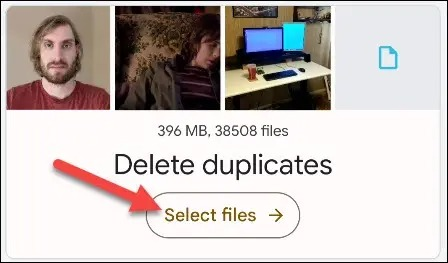 396 MB, 38508 files
Delete duplicates
Select files